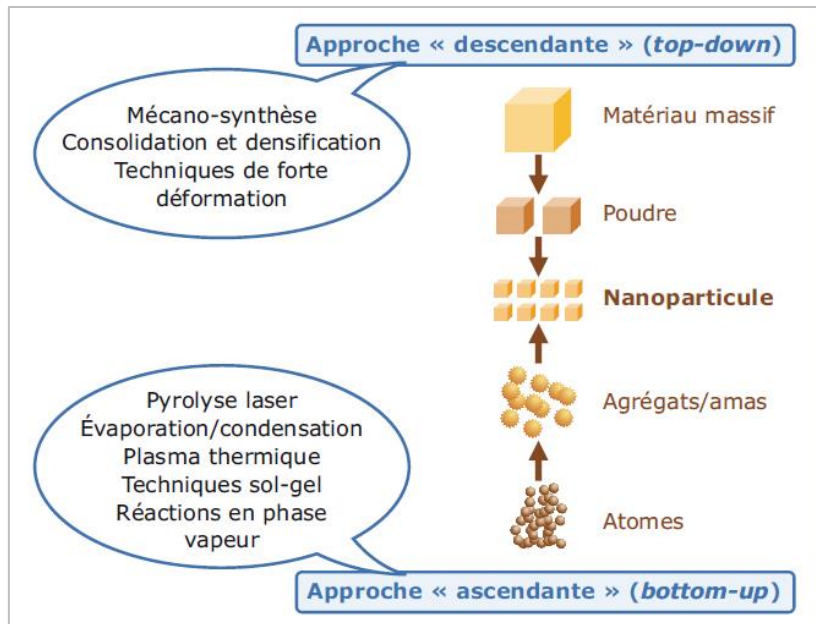 Approche « descendante » (top-down)
Mécano-synthèse
Consolidation et densification
Techniques de forte
déformation
Matériau massif
Poudre
Nanoparticule
Agrégats/amas
Atomes
Pyrolyse laser
Évaporation/condensation
Plasma thermique
Techniques sol-gel
Réactions en phase
vapeur
Approche « ascendante » (bottom-up)